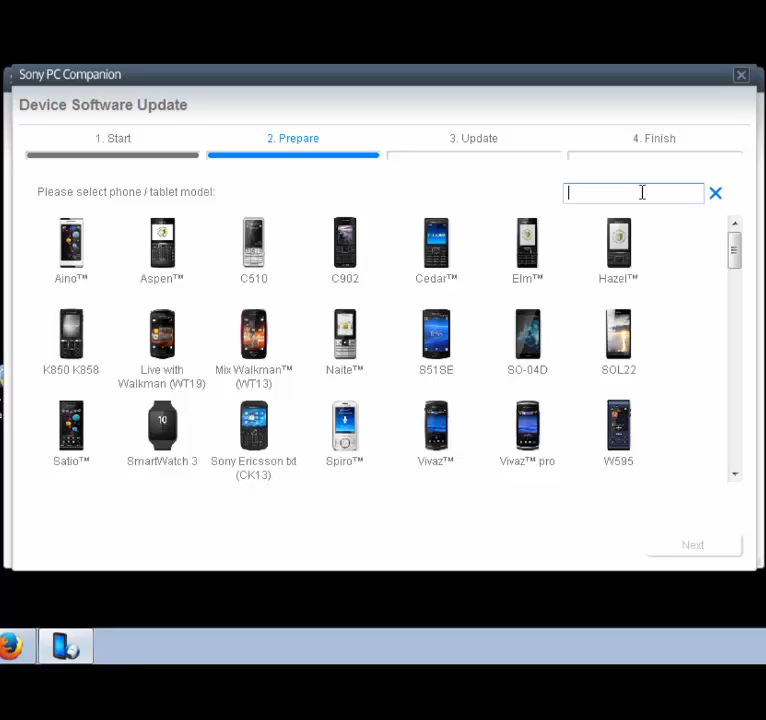 Sony PC Companion
Device Software Update
1. Start
2. Prepare
3. Update
4. Finish
Please select phone / tablet model:
Aino™
Aspen™
C510
C902
Cedar™
Elm™
Hazel™
K850 K858
Live with
Walkman (WT19)
Mix Walkman™
(WT13)
Naite™
S51SE
SO-04D
SOL22
Satio™
SmartWatch 3
Sony Ericsson txt
(CK13)
Spiro™
Vivaz™
Vivaz™ pro
W595
Next